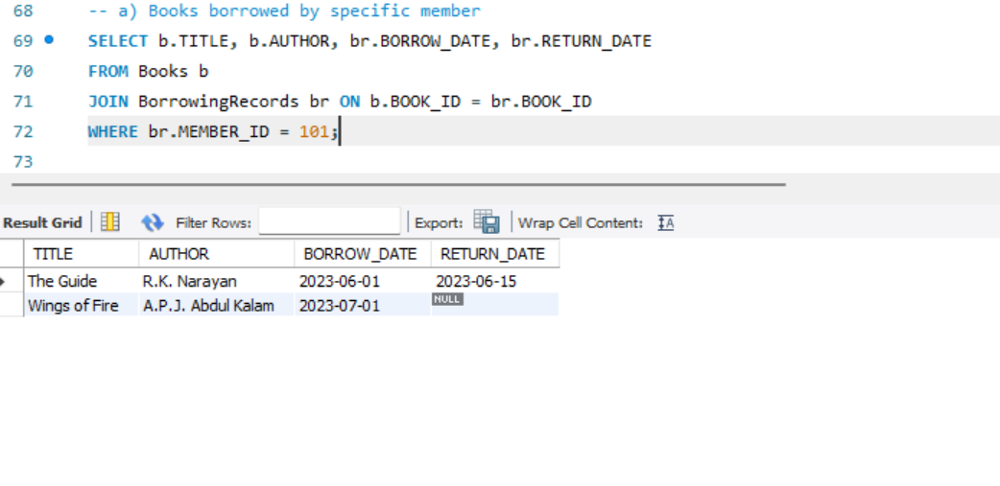 68 -- a) Books borrowed by specific member
69 SELECT b.TITLE, b.AUTHOR, br.BORROW_DATE, br.RETURN_DATE
70 FROM Books b
71 JOIN BorrowingRecords br ON b.BOOK_ID = br.BOOK_ID
72 WHERE br.MEMBER_ID = 101;
73
Result Grid Filter Rows: Export: Wrap Cell Content: IA
TITLE AUTHOR BORROW_DATE RETURN_DATE
The Guide R.K. Narayan 2023-06-01 2023-06-15
Wings of Fire A.P.J. Abdul Kalam 2023-07-01 NULL